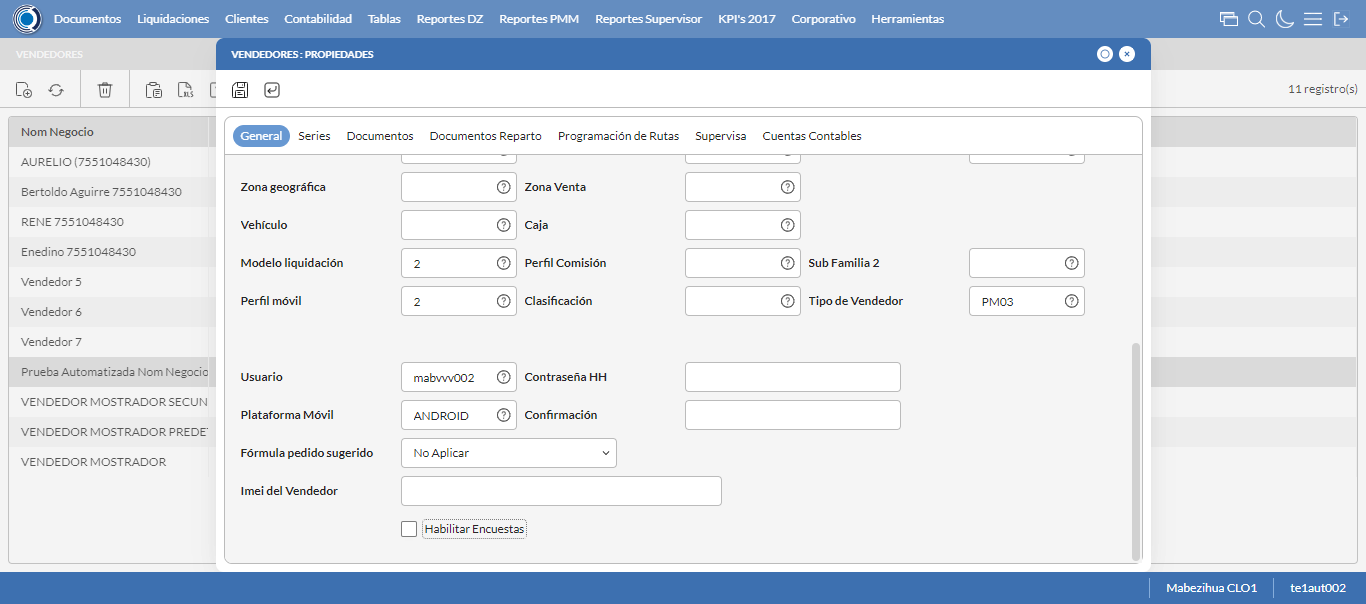 Documentos Liquidaciones Clientes Contabilidad Tablas Reportes DZ Reportes PMM Reportes Supervisor KPI's 2017 Corporativo Herramientas
VENDEDORES
VENDEDORES : PROPIEDADES
XLS
11 registro(s)
General Series Documentos Documentos Reparto Programación de Rutas Supervisa Cuentas Contables
Nom Negocio
AURELIO (7551048430)
Bertoldo Aguirre 7551048430
RENE 7551048430
Enedino 7551048430
Vendedor 5
Vendedor 6
Vendedor 7
Prueba Automatizada Nom Negocio
VENDEDOR MOSTRADOR SECUN
VENDEDOR MOSTRADOR PREDE
VENDEDOR MOSTRADOR
Zona geográfica Zona Venta
Vehículo Caja
Modelo liquidación 2 Perfil Comisión Sub Familia 2
Perfil móvil 2 Clasificación Tipo de Vendedor PM03
Usuario mabvvv002 Contraseña HH
Plataforma Móvil ANDROID Confirmación
Fórmula pedido sugerido No Aplicar
Imei del Vendedor
Habilitar Encuestas
Mabezihua CLO1 te1aut002